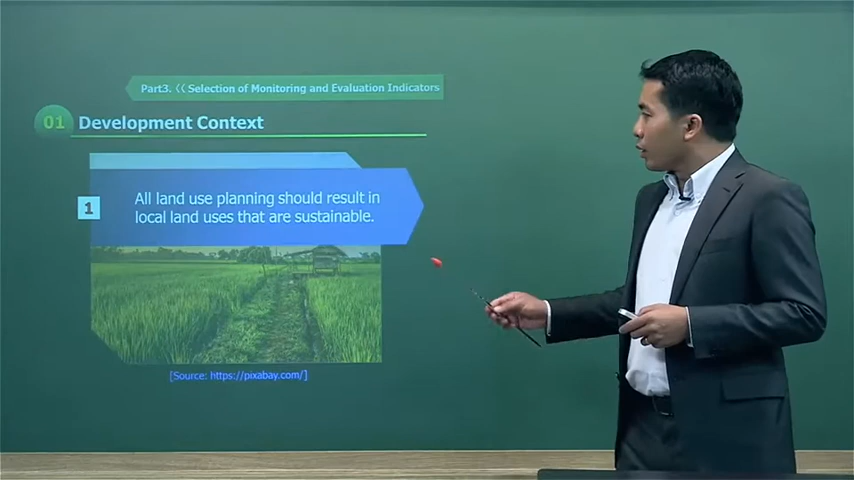 Part3. 〈〈 Selection of Monitoring and Evaluation Indicators
01 Development Context
1
All land use planning should result in
local land uses that are sustainable.
[Source: https://pixabay.com/]